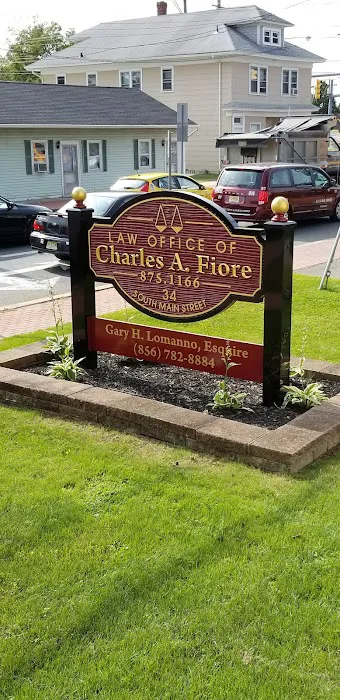 LAW OFFICE OF
Charles A. Fiore
875.1166
34
SOUTH MAIN STREET
Gary H. Lomanno, Esquire
(856) 782-8884